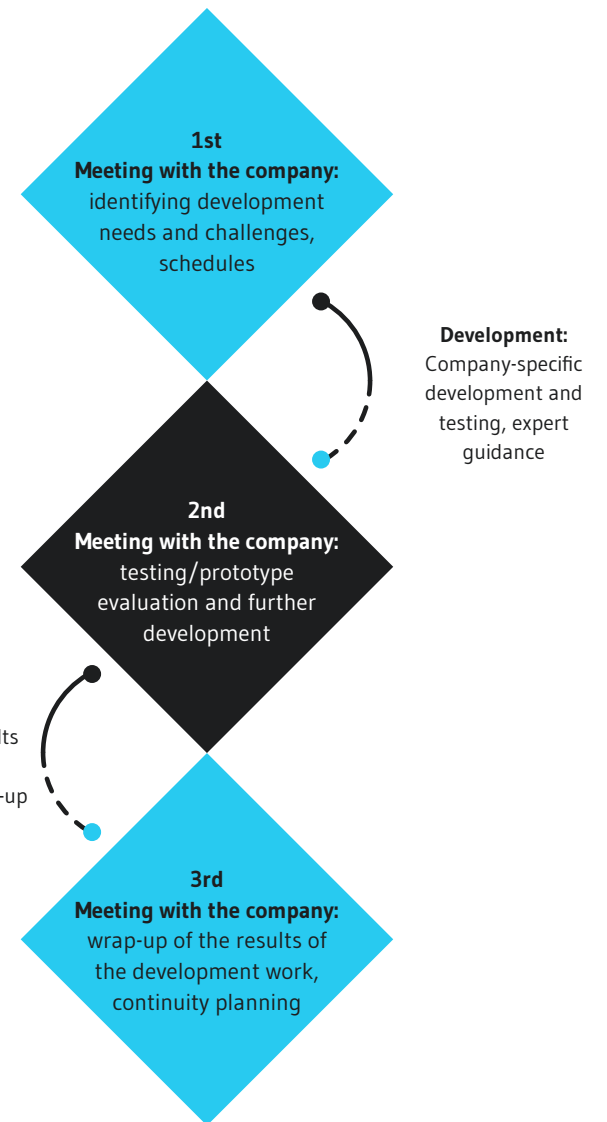 1st
Meeting with the company:
identifying development
needs and challenges,
schedules
Development:
Company-specific
development and
testing, expert
guidance
2nd
Meeting with the company:
testing/prototype
evaluation and further
development
-up
3rd
Meeting with the company:
wrap-up of the results of
the development work,
continuity planning